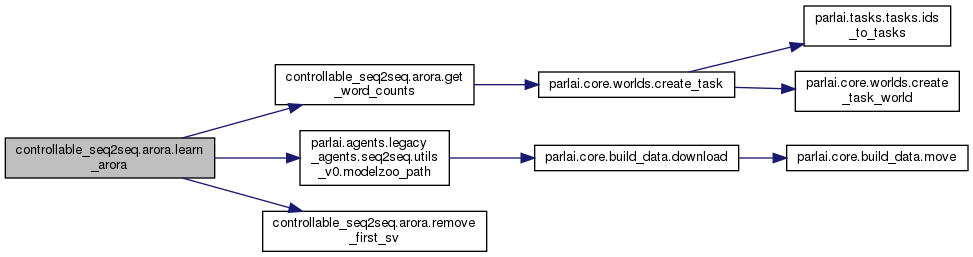 controllable_seq2seq.arora.learn
_arora
controllable_seq2seq.arora.get
_word_counts
parlai.agents.legacy
_agents.seq2seq.utils
_v0.modelzoo_path
controllable_seq2seq.arora.remove
_first_sv
parlai.core.worlds.create_task
parlai.core.build_data.download
parlai.tasks.tasks.ids
_to_tasks
parlai.core.worlds.create
_task_world
parlai.core.build_data.move